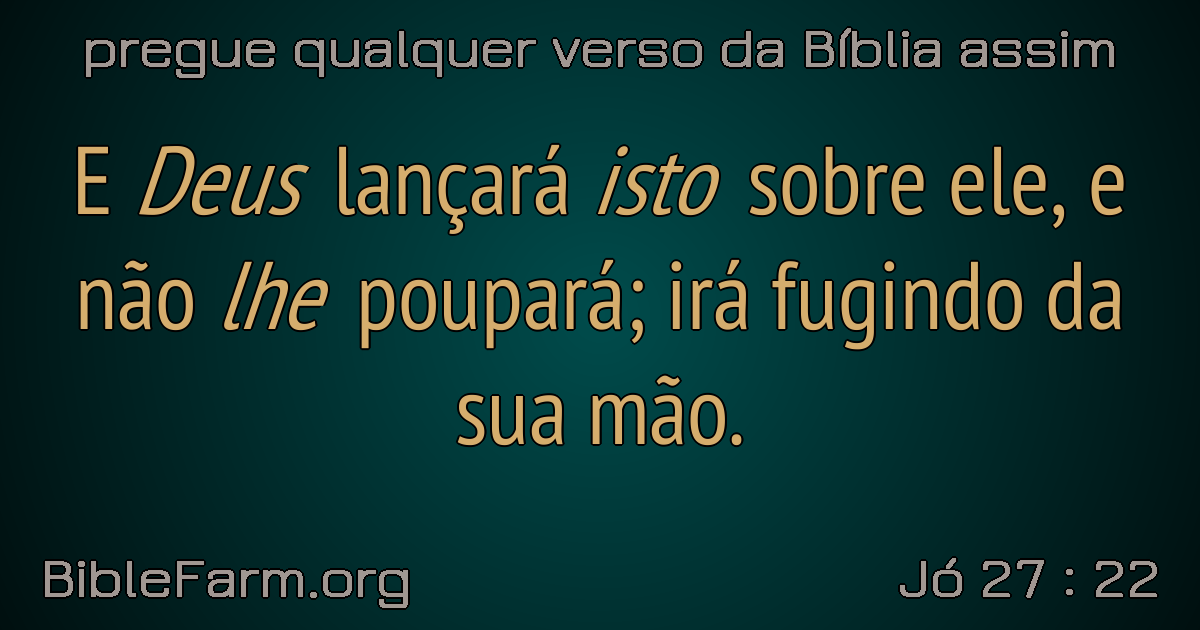 pregue qualquer verso da Bíblia assim
E Deus lançará isto sobre ele, e
não lhe poupará; irá fugindo da
sua mão.
BibleFarm.org
Jó 27 : 22